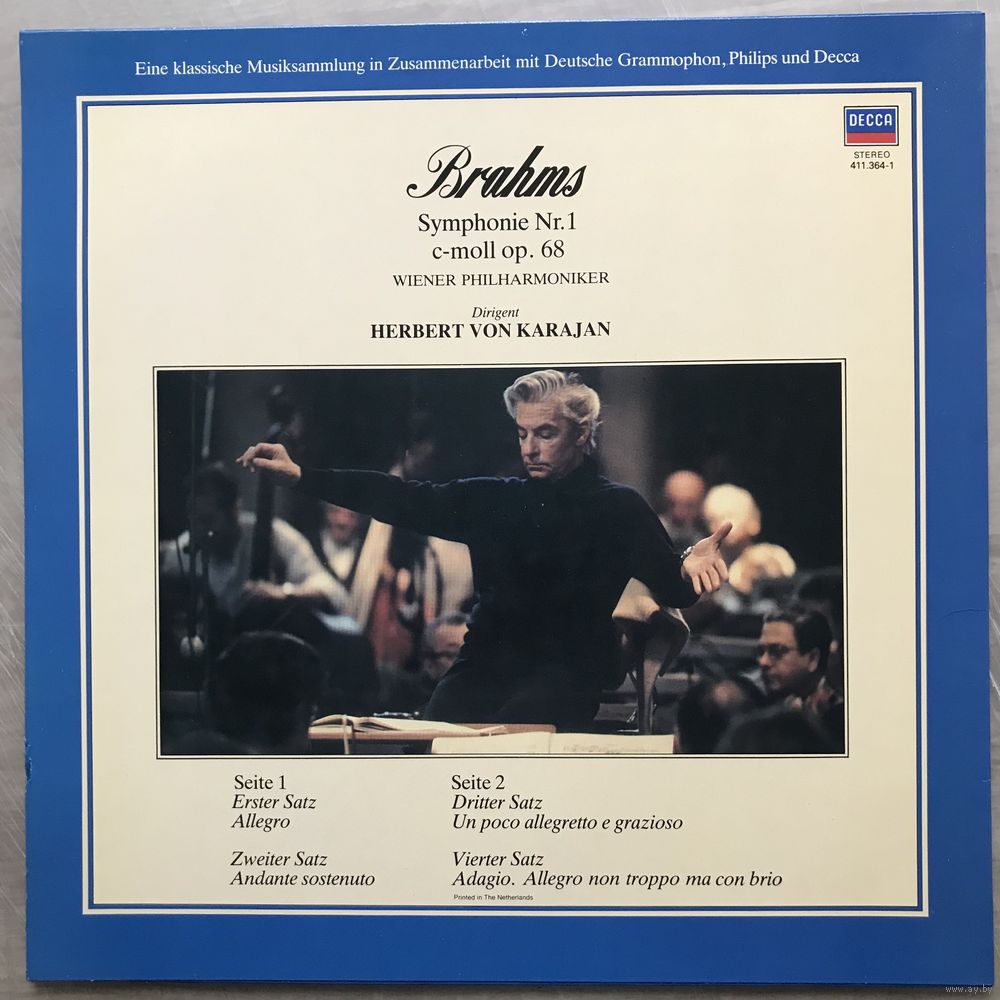 Eine klassische Musiksammlung in Zusammenarbeit mit Deutsche Grammophon, Philips und Decca
DECCA
STEREO
411.364-1
Brahms
Symphonie Nr.1
c-moll op. 68
WIENER PHILHARMONIKER
Dirigent
HERBERT VON KARAJAN
Seite 1
Erster Satz
Allegro
Zweiter Satz
Andante sostenuto
Seite 2
Dritter Satz
Un poco allegretto e grazioso
Vierter Satz
Adagio. Allegro non troppo ma con brio
Printed in The Netherlands
www.ay.by